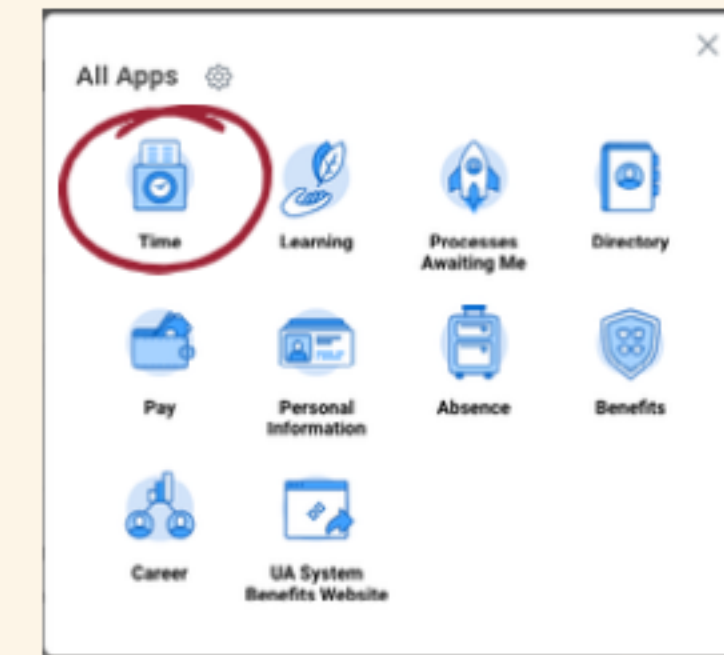 All Apps
Time
Learning
Processes
Awaiting Me
Directory
Pay
Personal
Information
Absence
Benefits
Career
UA System
Benefits Website